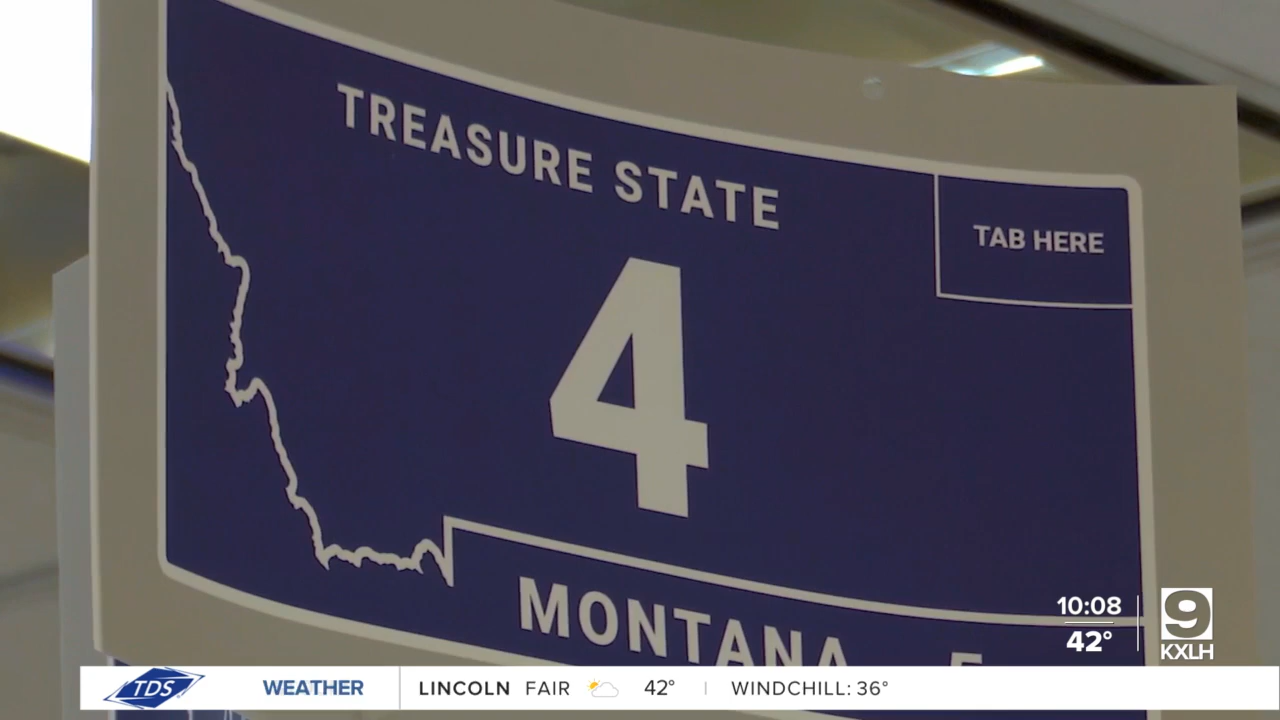 TREASURE STATE
TAB HERE
4
MONTANA
10:08
42°
9
KXLH
TDS WEATHER LINCOLN FAIR 42° WINDCHILL: 36°